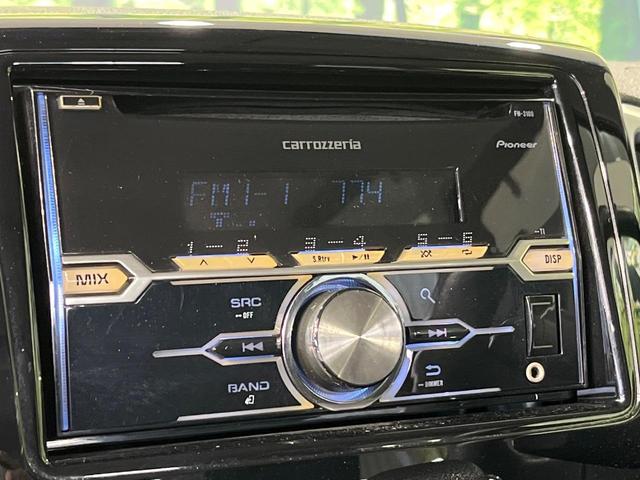 FH-3100
carrozzeria
Pioneer
FM1-1 77.4
1 - 2 3 - 4 5 - 6
MIX
S.Rtrv
DISP
SRC
OFF
BAND
DIMMER